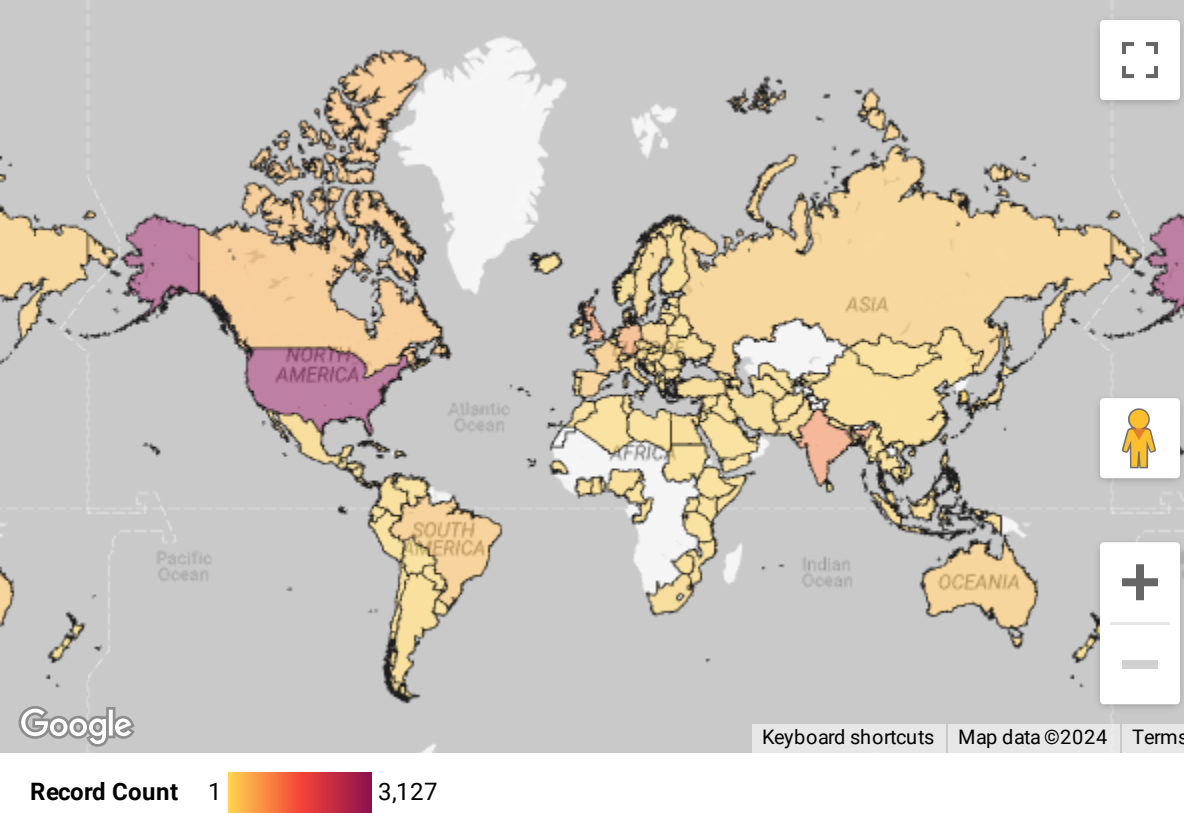 ASIA
NORTH
AMERICA
EUROPE
Atlantic
Ocean
AFRICA
SOUTH
AMERICA
Pacific
Ocean
Indian
Ocean
OCEANIA
Google
Keyboard shortcuts
Map data ©2024
Terms
Record Count 1 3,127